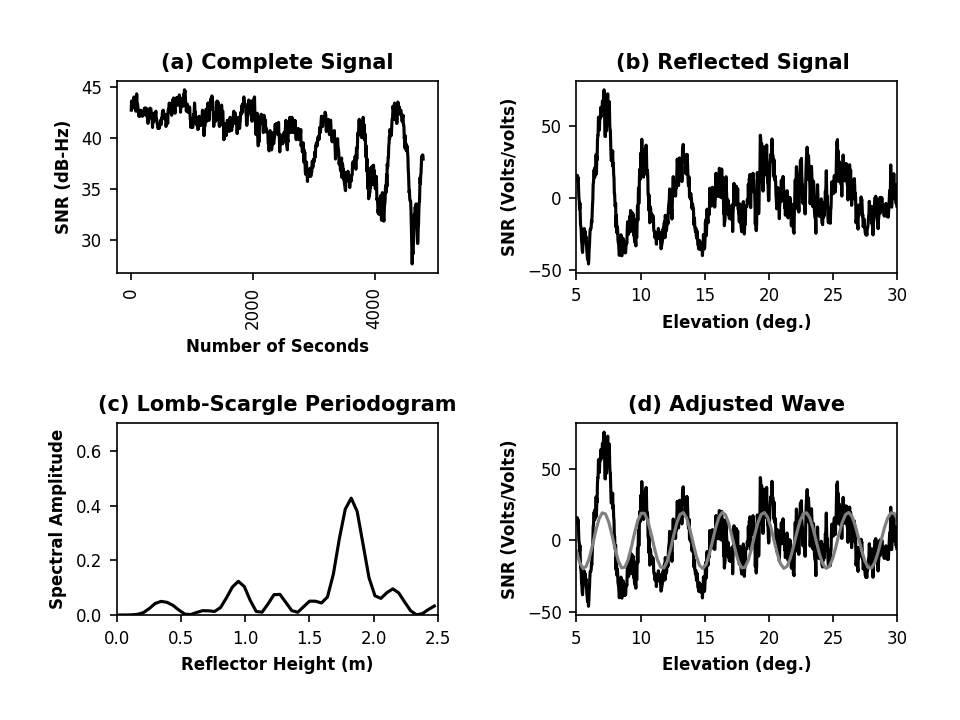 (a) Complete Signal
SNR (dB-Hz)
45
40
35
30
0
2000
4000
Number of Seconds
(b) Reflected Signal
SNR (Volts/volts)
50
0
−50
5 10 15 20 25 30
Elevation (deg.)
(c) Lomb-Scargle Periodogram
Spectral Amplitude
0.6
0.4
0.2
0.0
0.0 0.5 1.0 1.5 2.0 2.5
Reflector Height (m)
(d) Adjusted Wave
SNR (Volts/Volts)
50
0
−50
5 10 15 20 25 30
Elevation (deg.)